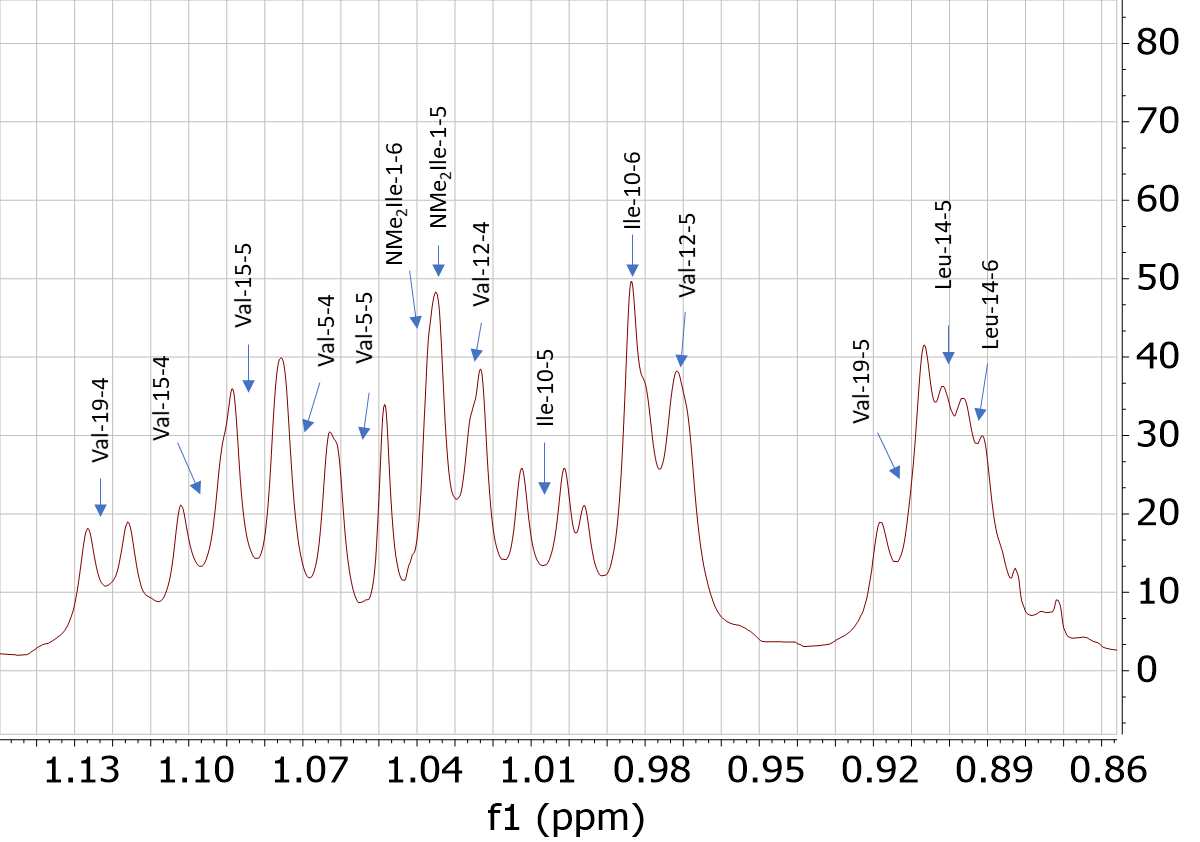 Val-19-4
Val-15-4
Val-15-5
Val-5-4
Val-5-5
NMe₂Ile-1-6
NMe₂Ile-1-5
Val-12-4
Ile-10-5
Ile-10-6
Val-12-5
Val-19-5
Leu-14-5
Leu-14-6
80
70
60
50
40
30
20
10
0
1.13 1.10 1.07 1.04 1.01 0.98 0.95 0.92 0.89 0.86
f1 (ppm)